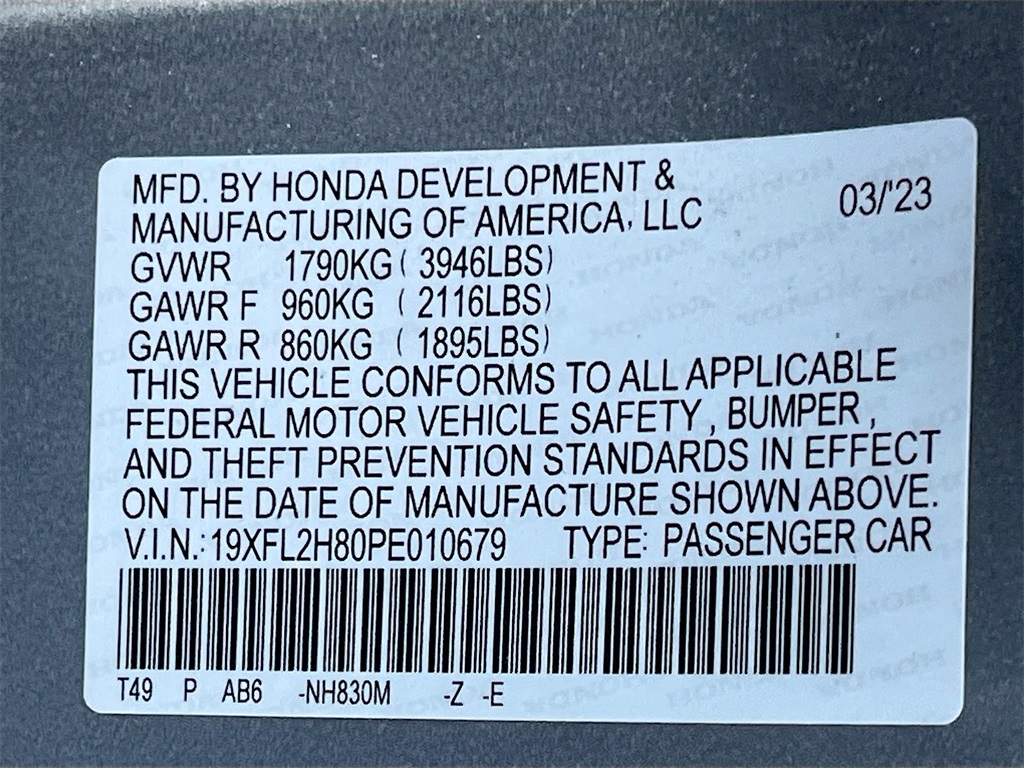 MFD. BY HONDA DEVELOPMENT &
MANUFACTURING OF AMERICA, LLC 03/'23
GVWR 1790KG ( 3946LBS)
GAWR F 960KG ( 2116LBS)
GAWR R 860KG ( 1895LBS)
THIS VEHICLE CONFORMS TO ALL APPLICABLE
FEDERAL MOTOR VEHICLE SAFETY , BUMPER ,
AND THEFT PREVENTION STANDARDS IN EFFECT
ON THE DATE OF MANUFACTURE SHOWN ABOVE.
V.I.N.: 19XFL2H80PE010679 TYPE: PASSENGER CAR
T49 P AB6 -NH830M -Z -E